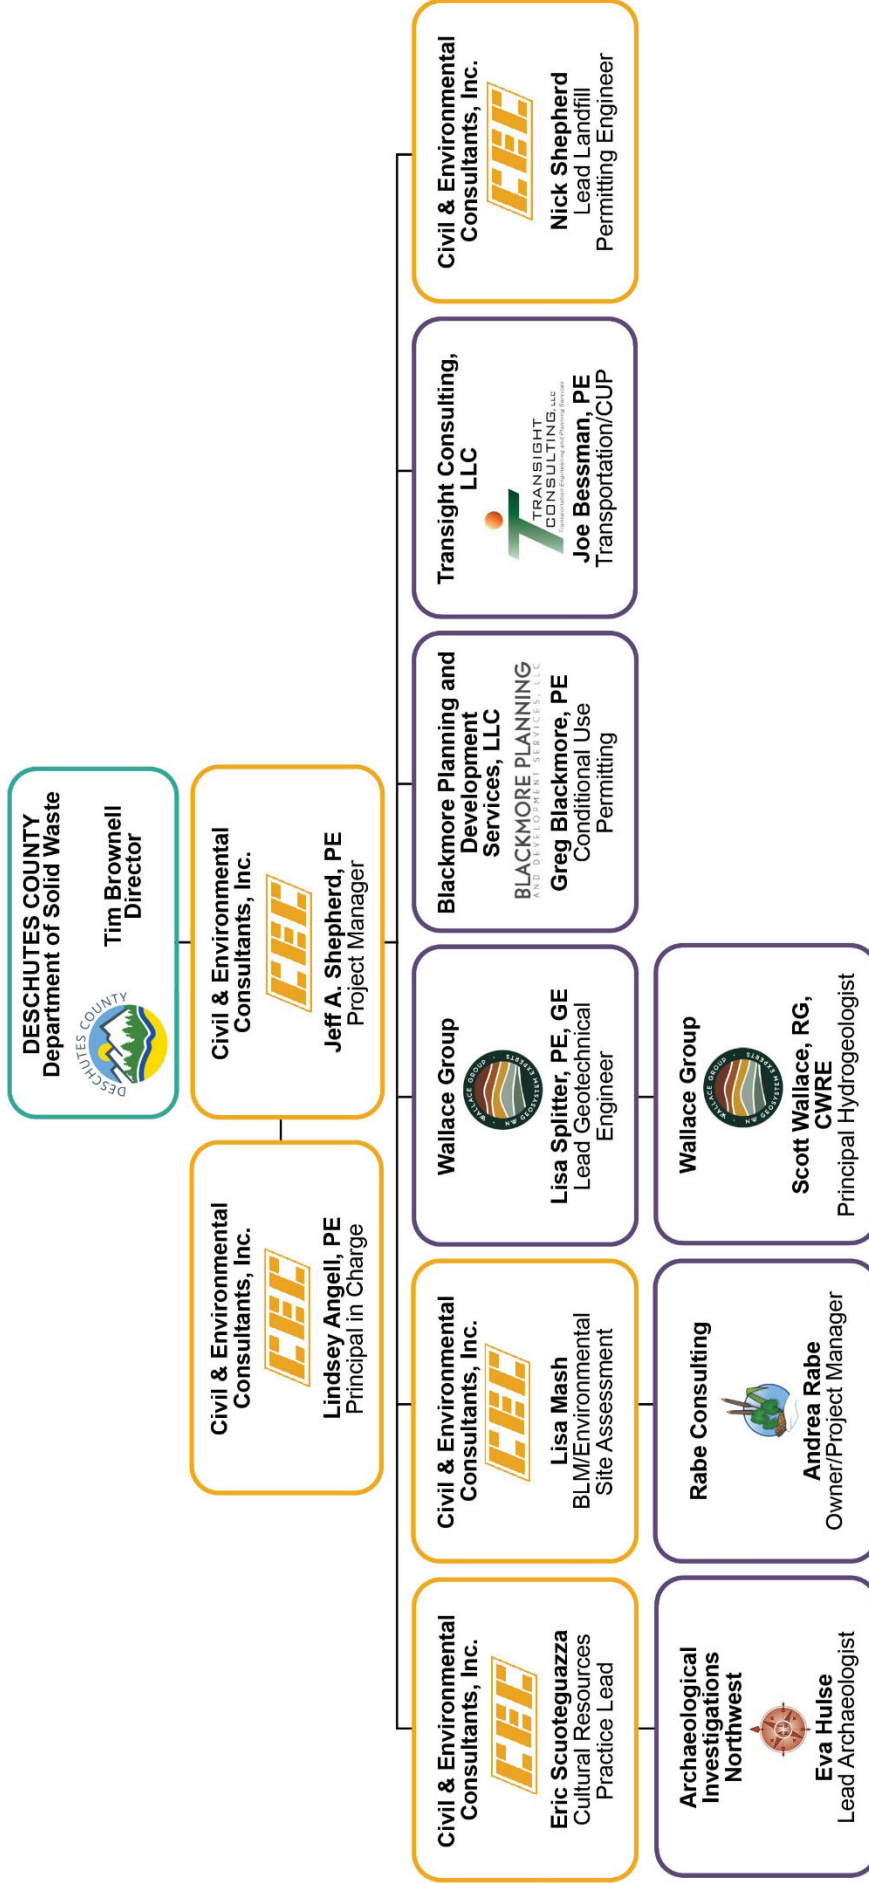 DESCHUTES COUNTY
Department of Solid Waste
DESCHUTES COUNTY
Tim Brownell
Director
Civil & Environmental
Consultants, Inc.
CEC
Lindsey Angell, PE
Principal in Charge
Civil & Environmental
Consultants, Inc.
CEC
Jeff A. Shepherd, PE
Project Manager
Civil & Environmental
Consultants, Inc.
CEC
Eric Scuoteguazza
Cultural Resources
Practice Lead
Civil & Environmental
Consultants, Inc.
CEC
Lisa Mash
BLM/Environmental
Site Assessment
Wallace Group
WALLACE GROUP
NW GEOSYSTEM EXPERTS
Lisa Splitter, PE, GE
Lead Geotechnical
Engineer
Blackmore Planning and
Development
Services, LLC
BLACKMORE PLANNING
AND DEVELOPMENT SERVICES, LLC
Greg Blackmore, PE
Conditional Use
Permitting
Transight Consulting,
LLC
TRANSIGHT
CONSULTING, LLC
Transportation Engineering and Planning Services
Joe Bessman, PE
Transportation/CUP
Civil & Environmental
Consultants, Inc.
CEC
Nick Shepherd
Lead Landfill
Permitting Engineer
Archaeological
Investigations
Northwest
Eva Hulse
Lead Archaeologist
Rabe Consulting
Andrea Rabe
Owner/Project Manager
Wallace Group
WALLACE GROUP
NW GEOSYSTEM EXPERTS
Scott Wallace, RG,
CWRE
Principal Hydrogeologist